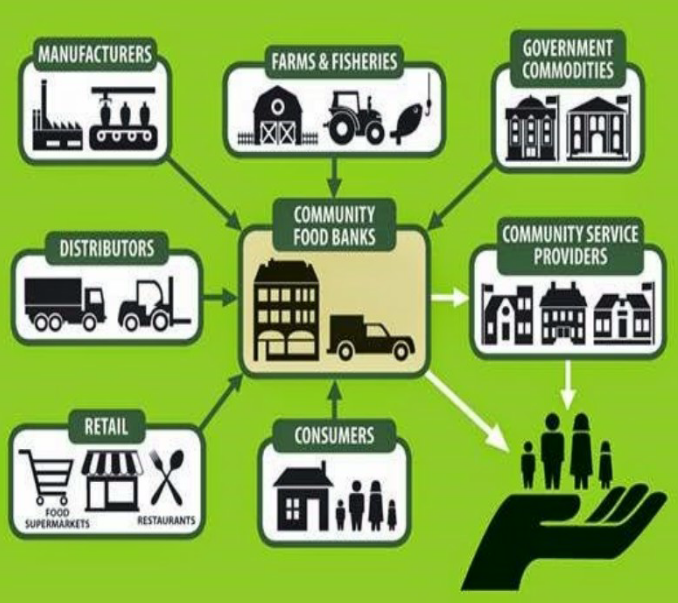 MANUFACTURERS
FARMS & FISHERIES
GOVERNMENT
COMMODITIES
DISTRIBUTORS
COMMUNITY
FOOD BANKS
COMMUNITY SERVICE
PROVIDERS
RETAIL
FOOD
SUPERMARKETS
RESTAURANTS
CONSUMERS